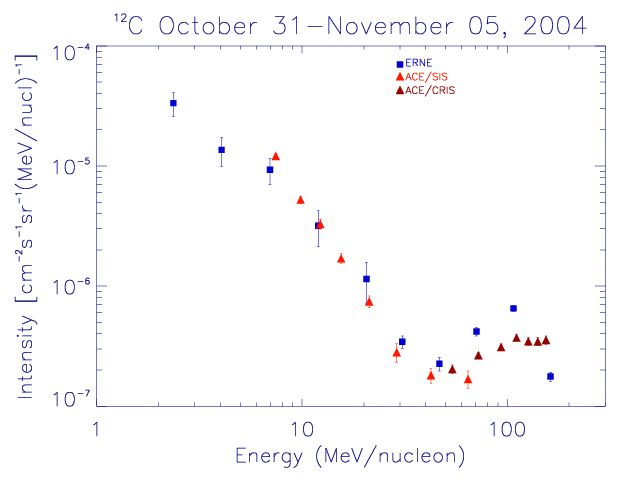 ¹²C October 31–November 05, 2004
ERNE
ACE/SIS
ACE/CRIS
10⁻⁴
10⁻⁵
10⁻⁶
10⁻⁷
Intensity [cm⁻²s⁻¹sr⁻¹(MeV/nucl)⁻¹]
1 10 100
Energy (MeV/nucleon)